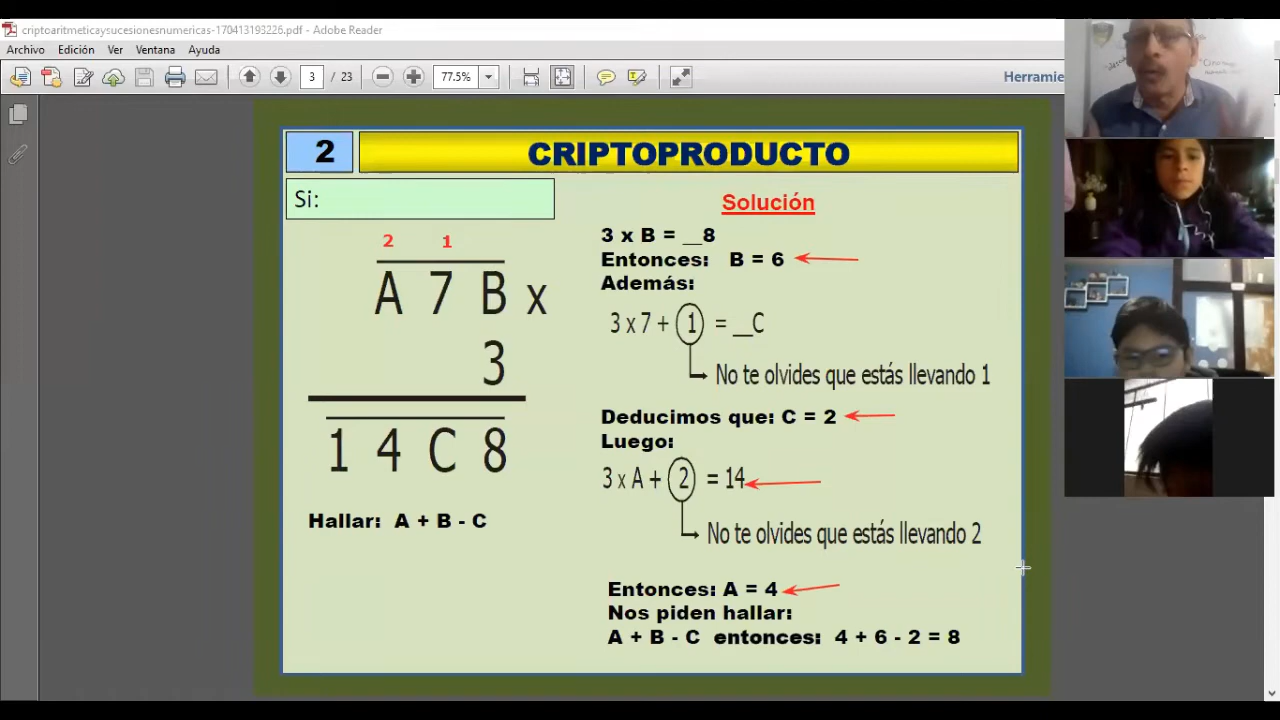 criptoaritmeticaysucesionesnumericas-170413193226.pdf - Adobe Reader
Archivo Edición Ver Ventana Ayuda
3 / 23 77.5% Herramie
2 CRIPTOPRODUCTO
Si:
2 1
A 7 B x
3
1 4 C 8
Hallar: A + B - C
Solución
3 x B = __8
Entonces: B = 6
Además:
3 x 7 + 1 = __C
No te olvides que estás llevando 1
Deducimos que: C = 2
Luego:
3 x A + 2 = 14
No te olvides que estás llevando 2
Entonces: A = 4
Nos piden hallar:
A + B - C entonces: 4 + 6 - 2 = 8